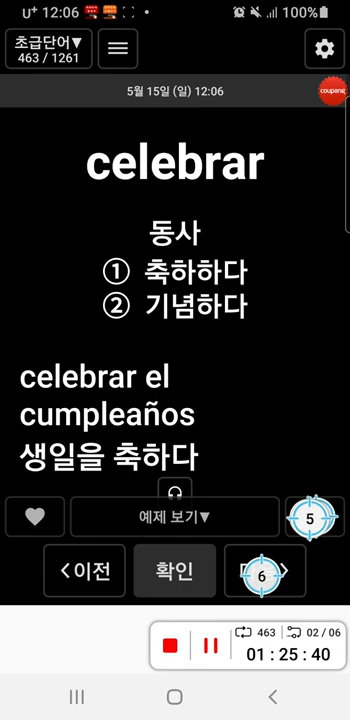 U+ 12:06 100%
초급단어▼
463 / 1261
5월 15일 (일) 12:06
coupang
celebrar
동사
① 축하하다
② 기념하다
celebrar el
cumpleaños
생일을 축하다
예제 보기▼
5
<이전
확인
6
463 02 / 06
01 : 25 : 40